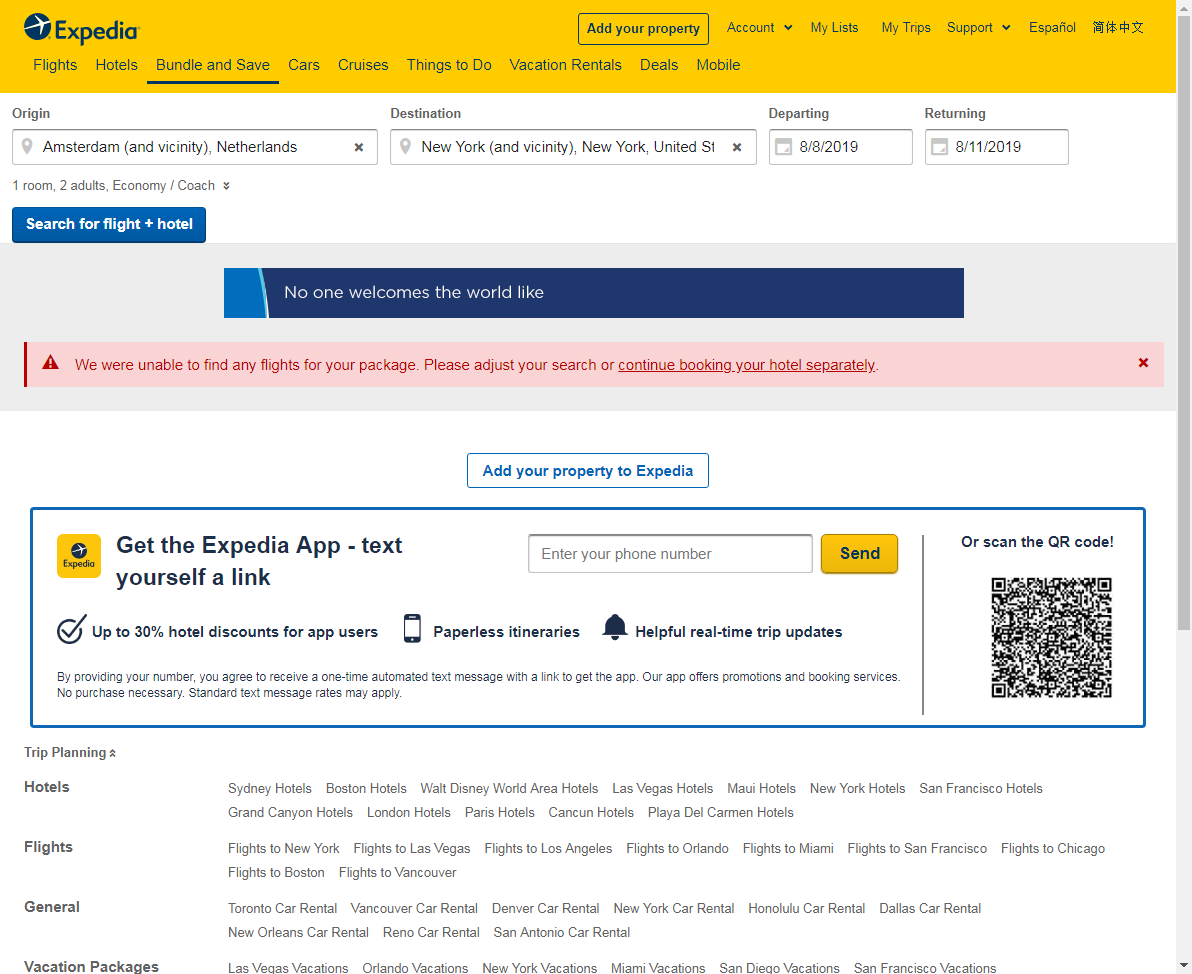 Expedia
Add your property
Account
My Lists
My Trips
Support
Español
简体中文
Flights
Hotels
Bundle and Save
Cars
Cruises
Things to Do
Vacation Rentals
Deals
Mobile
Origin
Destination
Departing
Returning
Amsterdam (and vicinity), Netherlands
New York (and vicinity), New York, United St
8/8/2019
8/11/2019
1 room, 2 adults, Economy / Coach
Search for flight + hotel
No one welcomes the world like
We were unable to find any flights for your package. Please adjust your search or continue booking your hotel separately.
Add your property to Expedia
Expedia
Get the Expedia App - text
yourself a link
Enter your phone number
Send
Or scan the QR code!
Up to 30% hotel discounts for app users
Paperless itineraries
Helpful real-time trip updates
By providing your number, you agree to receive a one-time automated text message with a link to get the app. Our app offers promotions and booking services.
No purchase necessary. Standard text message rates may apply.
Trip Planning
Hotels
Sydney Hotels Boston Hotels Walt Disney World Area Hotels Las Vegas Hotels Maui Hotels New York Hotels San Francisco Hotels
Grand Canyon Hotels London Hotels Paris Hotels Cancun Hotels Playa Del Carmen Hotels
Flights
Flights to New York Flights to Las Vegas Flights to Los Angeles Flights to Orlando Flights to Miami Flights to San Francisco Flights to Chicago
Flights to Boston Flights to Vancouver
General
Toronto Car Rental Vancouver Car Rental Denver Car Rental New York Car Rental Honolulu Car Rental Dallas Car Rental
New Orleans Car Rental Reno Car Rental San Antonio Car Rental
Vacation Packages
Las Vegas Vacations Orlando Vacations New York Vacations Miami Vacations San Diego Vacations San Francisco Vacations